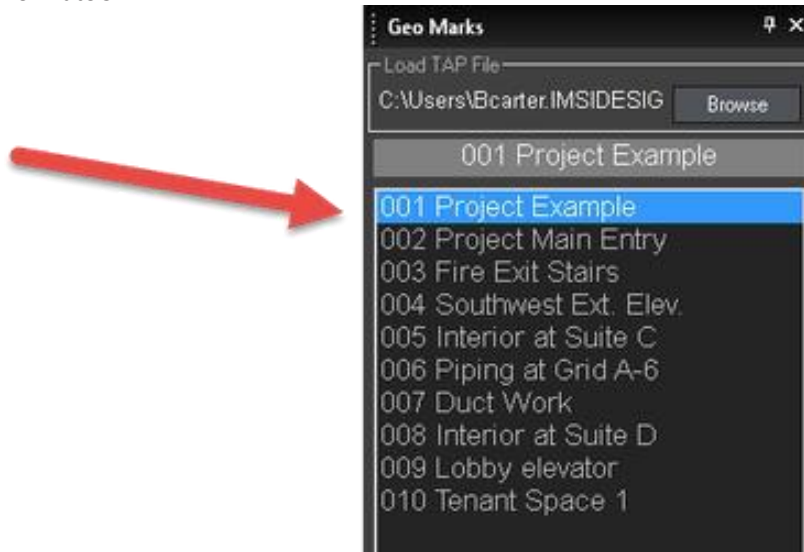 Geo Marks
Load TAP File
C:\Users\Bcarter.IMSIDESIG Browse
001 Project Example
001 Project Example
002 Project Main Entry
003 Fire Exit Stairs
004 Southwest Ext. Elev.
005 Interior at Suite C
006 Piping at Grid A-6
007 Duct Work
008 Interior at Suite D
009 Lobby elevator
010 Tenant Space 1